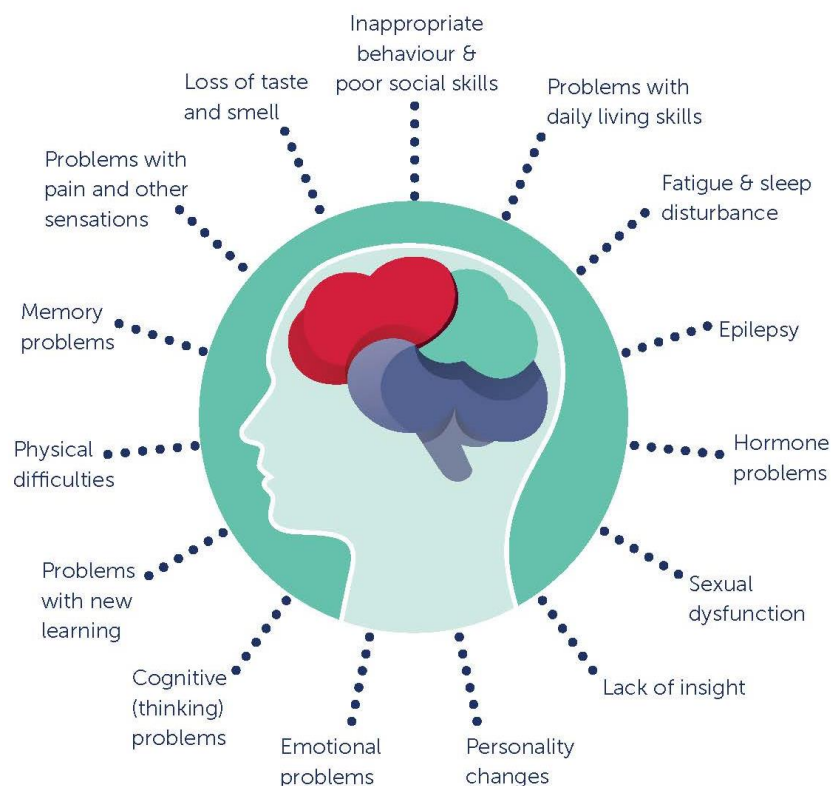 Inappropriate
behaviour &
poor social skills
Problems with
daily living skills
Fatigue & sleep
disturbance
Epilepsy
Hormone
problems
Sexual
dysfunction
Lack of insight
Personality
changes
Emotional
problems
Cognitive
(thinking)
problems
Problems
with new
learning
Physical
difficulties
Memory
problems
Problems with
pain and other
sensations
Loss of taste
and smell